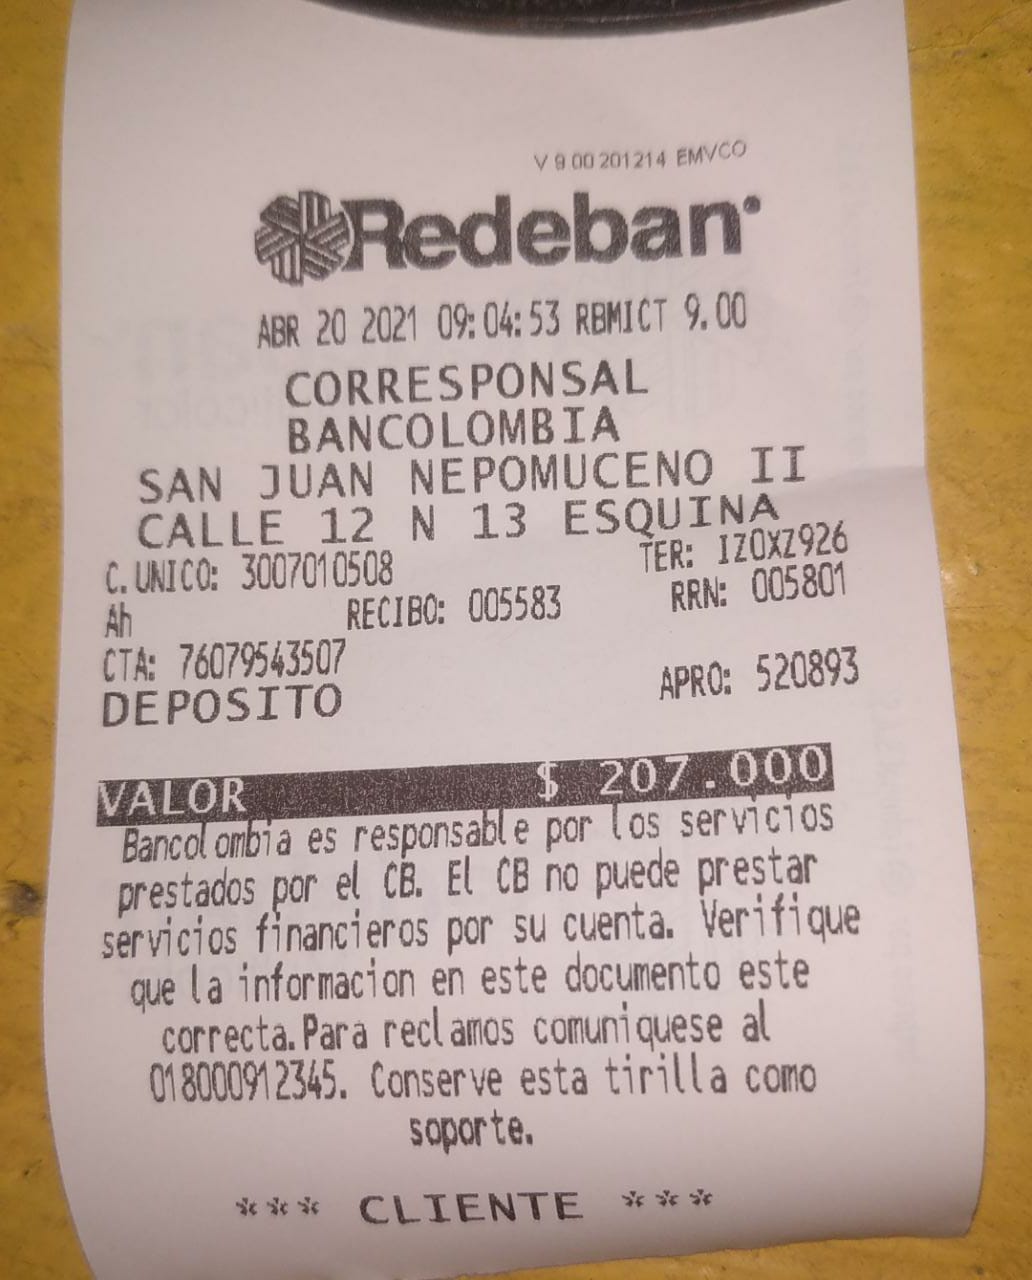 V 9.00 201214 EMVCO
Redeban
ABR 20 2021 09:04:53 RBMICT 9.00
CORRESPONSAL
BANCOLOMBIA
SAN JUAN NEPOMUCENO II
CALLE 12 N 13 ESQUINA
C. UNICO: 3007010508 TER: IZOXZ926
Ah RECIBO: 005583 RRN: 005801
CTA: 76079543507
DEPOSITO APRO: 520893
VALOR $ 207.000
Bancolombia es responsable por los servicios
prestados por el CB. El CB no puede prestar
servicios financieros por su cuenta. Verifique
que la informacion en este documento este
correcta. Para reclamos comuniquese al
018000912345. Conserve esta tirilla como
soporte.
*** CLIENTE ***